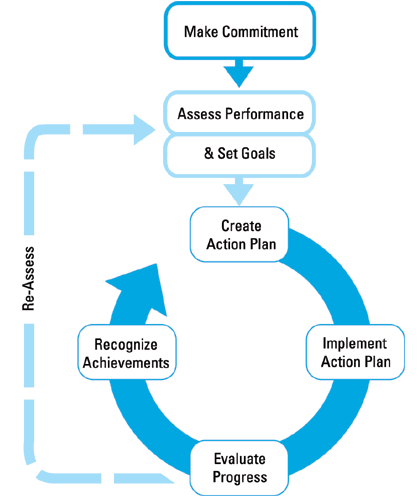 Make Commitment
Assess Performance
& Set Goals
Create
Action Plan
Implement
Action Plan
Evaluate
Progress
Recognize
Achievements
Re-Assess